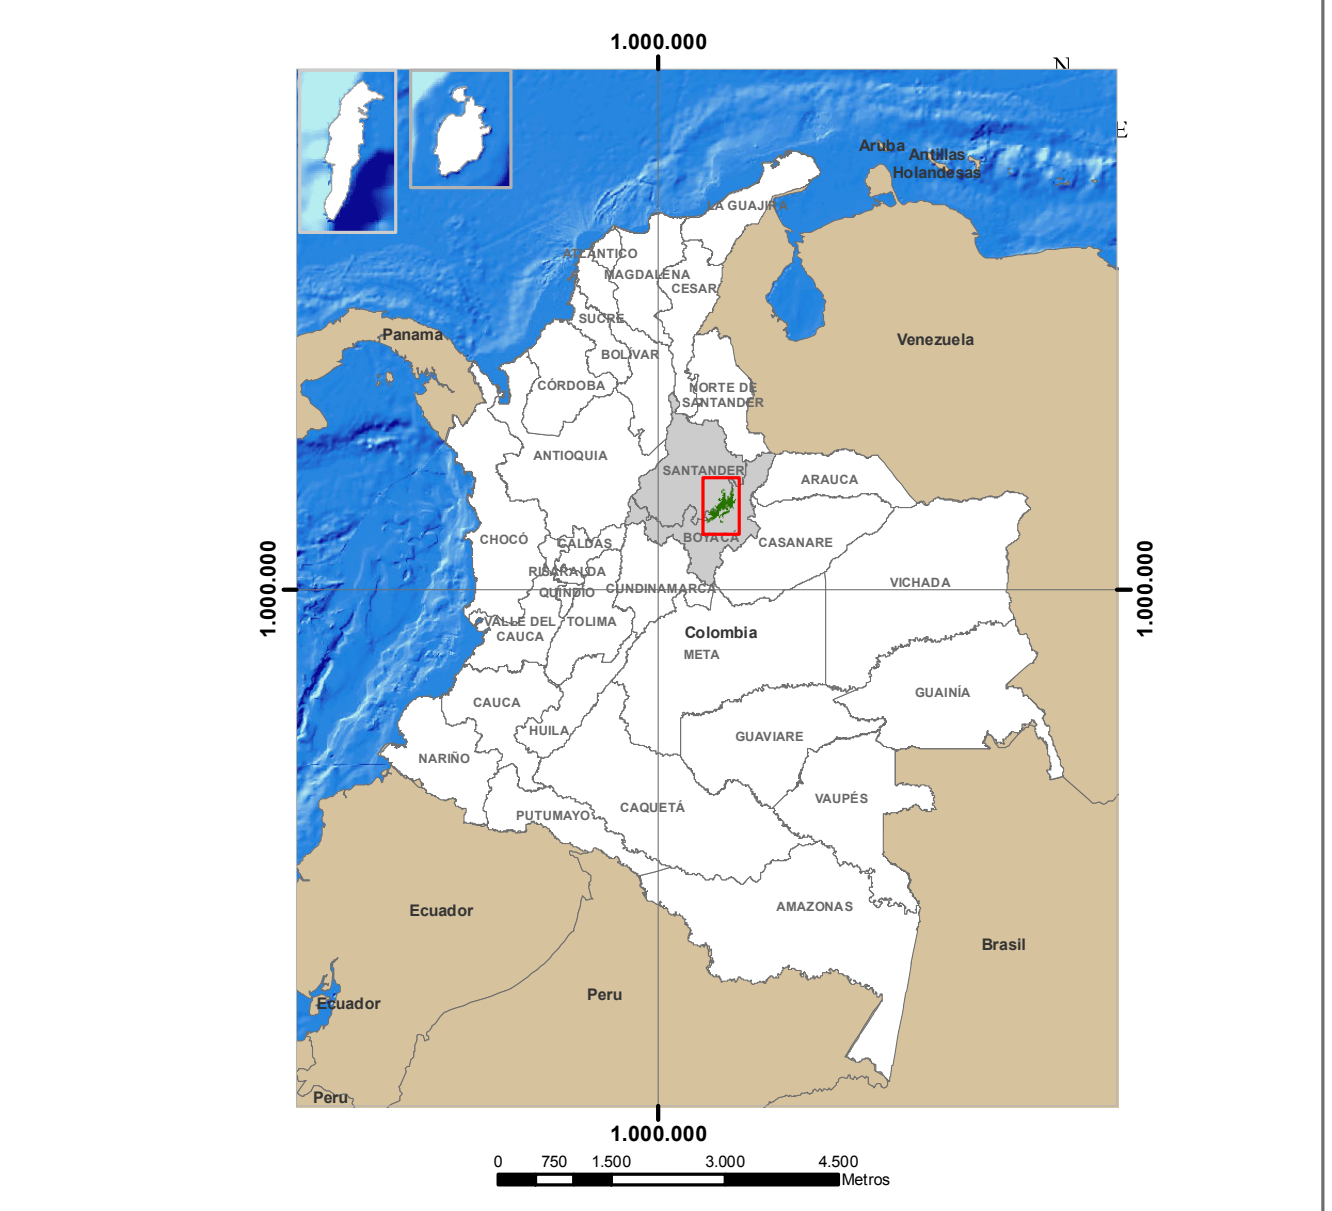 1.000.000
N
E
Aruba
Antillas
Holandesas
LA GUAJIRA
ATLÁNTICO
MAGDALENA
CESAR
SUCRE
Panama
Venezuela
BOLÍVAR
CÓRDOBA
NORTE DE
SANTANDER
ANTIOQUIA
SANTANDER
ARAUCA
CHOCÓ
CALDAS
BOYACÁ
CASANARE
RISARALDA
VICHADA
QUINDIO
CUNDINAMARCA
1.000.000
1.000.000
VALLE DEL
CAUCA
TOLIMA
Colombia
META
GUAINÍA
CAUCA
HUILA
GUAVIARE
NARIÑO
VAUPÉS
CAQUETÁ
PUTUMAYO
AMAZONAS
Ecuador
Brasil
Peru
Ecuador
Peru
1.000.000
0 750 1.500 3.000 4.500
Metros